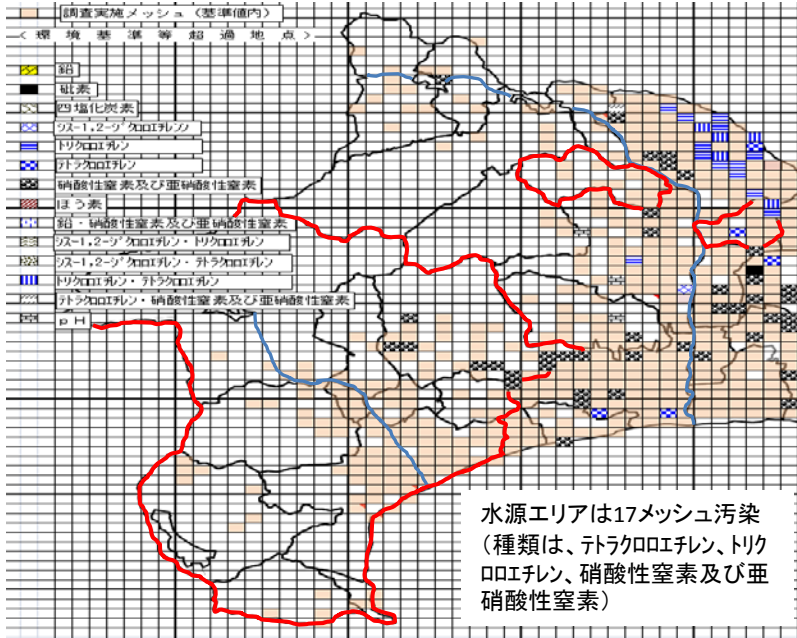 調査実施メッシュ（基準値内）
＜環境基準等超過地点＞
鉛
砒素
四塩化炭素
シス-1,2-ジクロロエチレン
トリクロロエチレン
テトラクロロエチレン
硝酸性窒素及び亜硝酸性窒素
ほう素
鉛・硝酸性窒素及び亜硝酸性窒素
シス-1,2-ジクロロエチレン・トリクロロエチレン
シス-1,2-ジクロロエチレン・テトラクロロエチレン
トリクロロエチレン・テトラクロロエチレン
テトラクロロエチレン・硝酸性窒素及び亜硝酸性窒素
pH
水源エリアは17メッシュ汚染
（種類は、テトラクロロエチレン、トリク
ロロエチレン、硝酸性窒素及び亜
硝酸性窒素）